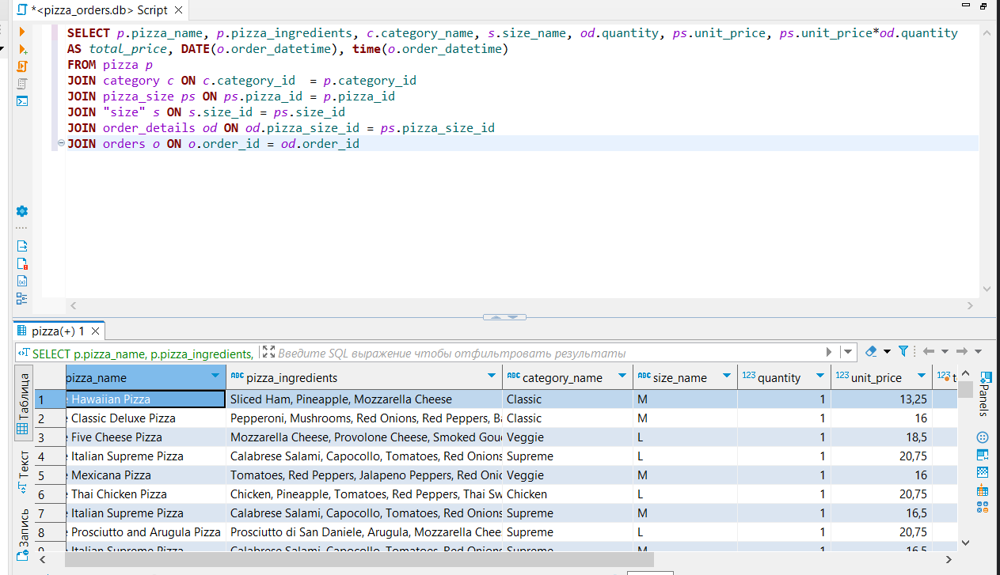 *<pizza_orders.db> Script
SELECT p.pizza_name, p.pizza_ingredients, c.category_name, s.size_name, od.quantity, ps.unit_price, ps.unit_price*od.quantity
AS total_price, DATE(o.order_datetime), time(o.order_datetime)
FROM pizza p
JOIN category c ON c.category_id  = p.category_id
JOIN pizza_size ps ON ps.pizza_id = p.pizza_id
JOIN "size" s ON s.size_id = ps.size_id
JOIN order_details od ON od.pizza_size_id = ps.pizza_size_id
JOIN orders o ON o.order_id = od.order_id
pizza(+) 1
SELECT p.pizza_name, p.pizza_ingredients, Введите SQL выражение чтобы отфильтровать результаты
Таблица
Текст
Запись
Panels
pizza_name ABC pizza_ingredients ABC category_name ABC size_name 123 quantity 123 unit_price 123 t
1 e Hawaiian Pizza Sliced Ham, Pineapple, Mozzarella Cheese Classic M 1 13,25
2 e Classic Deluxe Pizza Pepperoni, Mushrooms, Red Onions, Red Peppers, Ba Classic M 1 16
3 e Five Cheese Pizza Mozzarella Cheese, Provolone Cheese, Smoked Gou Veggie L 1 18,5
4 e Italian Supreme Pizza Calabrese Salami, Capocollo, Tomatoes, Red Onions Supreme L 1 20,75
5 e Mexicana Pizza Tomatoes, Red Peppers, Jalapeno Peppers, Red Onio Veggie M 1 16
6 e Thai Chicken Pizza Chicken, Pineapple, Tomatoes, Red Peppers, Thai Sw Chicken L 1 20,75
7 e Italian Supreme Pizza Calabrese Salami, Capocollo, Tomatoes, Red Onions Supreme M 1 16,5
8 e Prosciutto and Arugula Pizza Prosciutto di San Daniele, Arugula, Mozzarella Chee Supreme L 1 20,75
9 e Italian Supreme Pizza Calabrese Salami, Capocollo, Tomatoes, Red Onions Supreme M 1 16,5